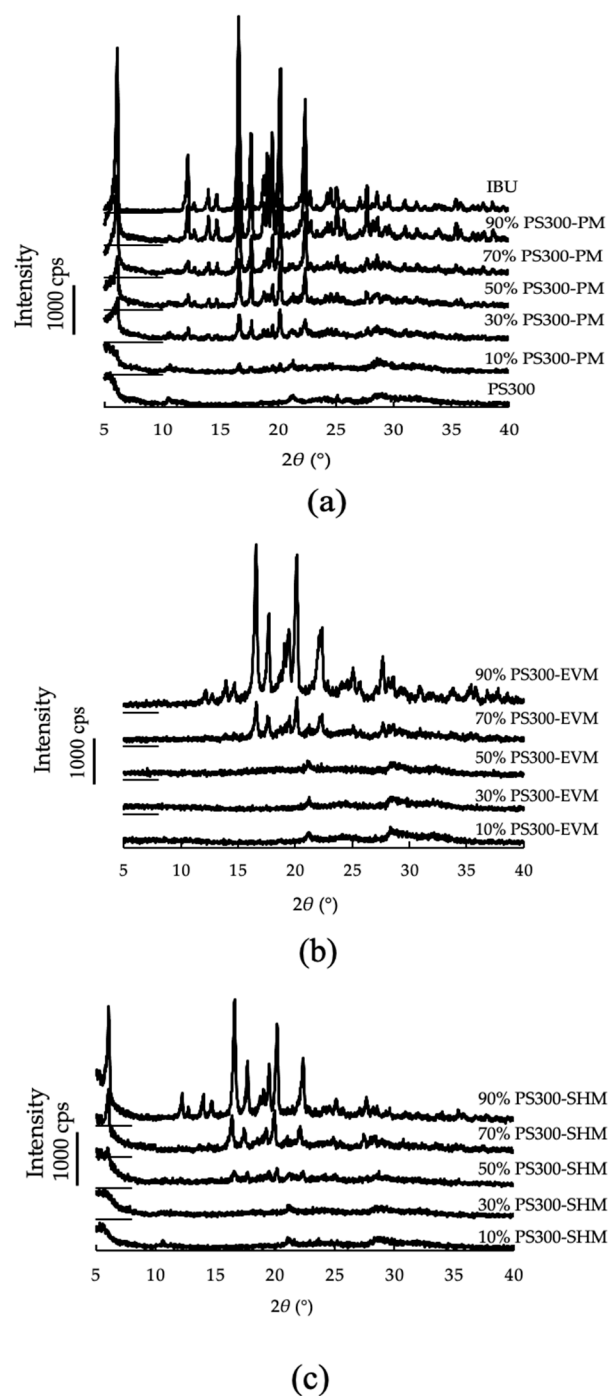 Intensity
1000 cps
IBU
90% PS300-PM
70% PS300-PM
50% PS300-PM
30% PS300-PM
10% PS300-PM
PS300
5 10 15 20 25 30 35 40
2θ (°)
(a)
Intensity
1000 cps
90% PS300-EVM
70% PS300-EVM
50% PS300-EVM
30% PS300-EVM
10% PS300-EVM
5 10 15 20 25 30 35 40
2θ (°)
(b)
Intensity
1000 cps
90% PS300-SHM
70% PS300-SHM
50% PS300-SHM
30% PS300-SHM
10% PS300-SHM
5 10 15 20 25 30 35 40
2θ (°)
(c)